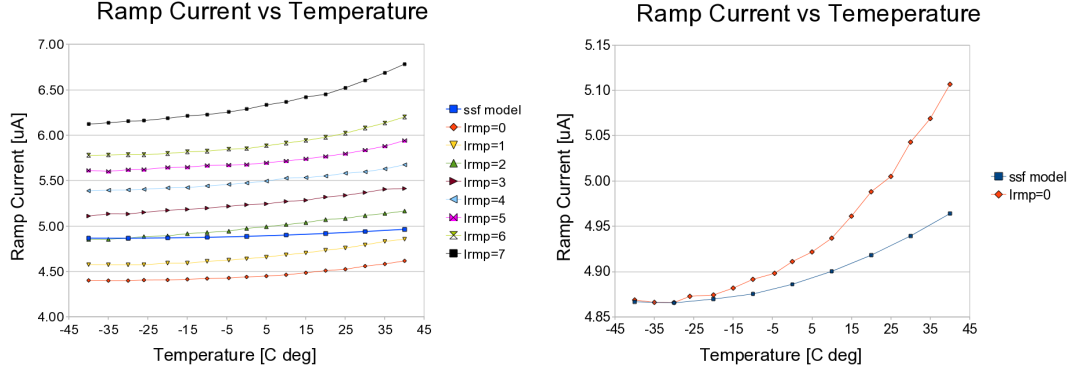 Ramp Current vs Temperature
7.00
6.50
6.00
5.50
5.00
4.50
4.00
Ramp Current [uA]
-45 -35 -25 -15 -5 5 15 25 35 45
Temperature [C deg]
ssf model
Irmp=0
Irmp=1
Irmp=2
Irmp=3
Irmp=4
Irmp=5
Irmp=6
Irmp=7
Ramp Current vs Temeperature
5.15
5.10
5.05
5.00
4.95
4.90
4.85
Ramp Current [uA]
-45 -35 -25 -15 -5 5 15 25 35 45
Temperature [C deg]
ssf model
Irmp=0